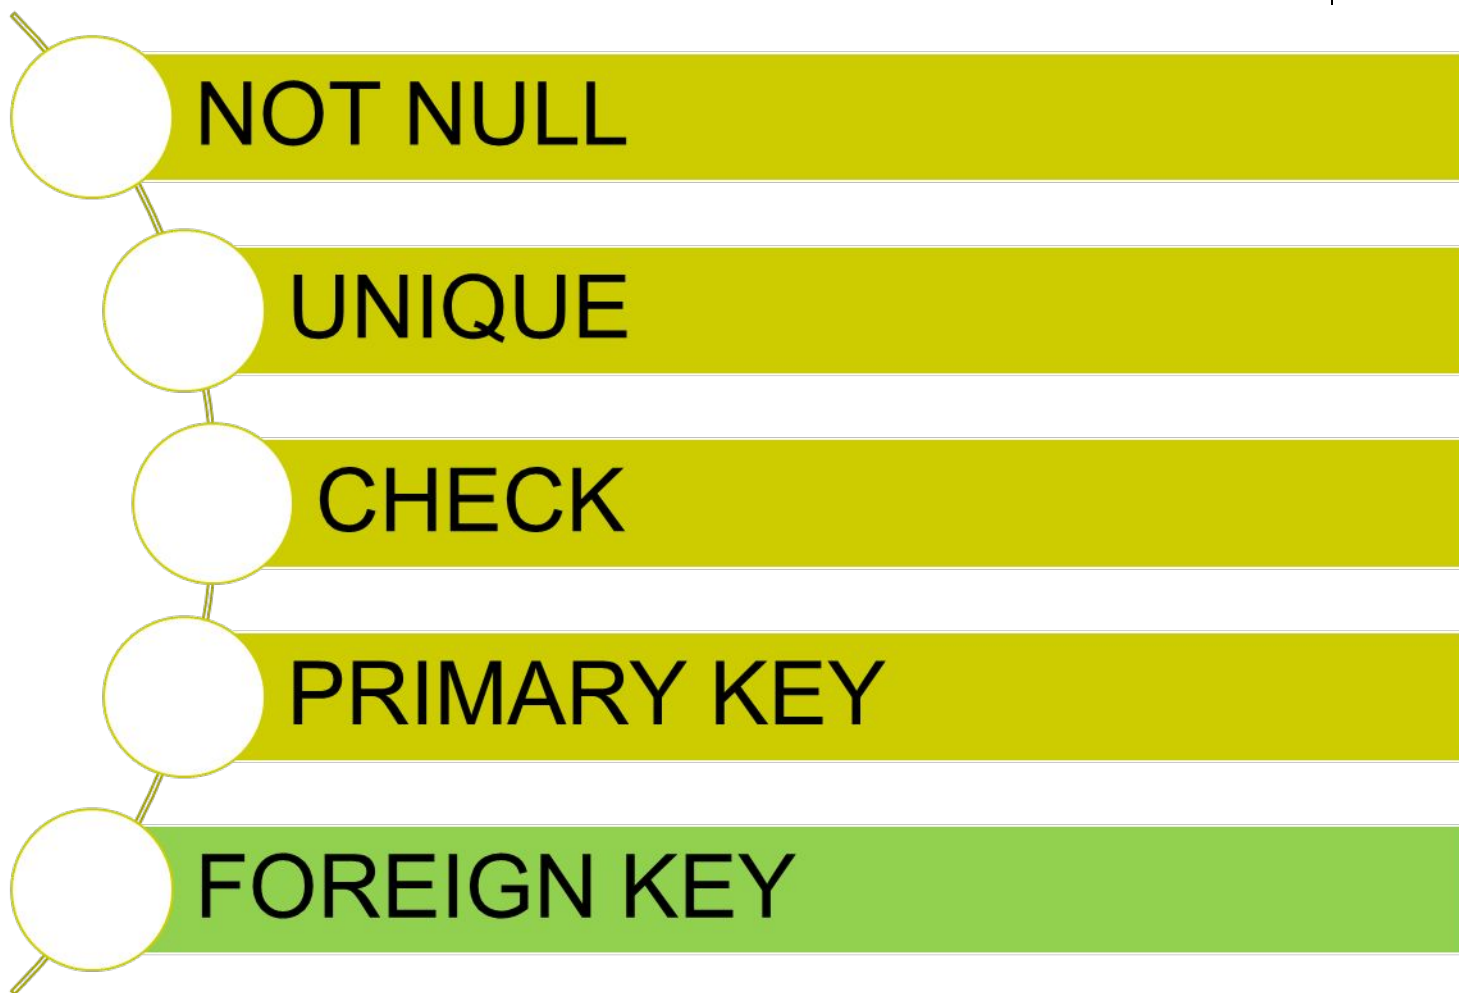 NOT NULL
UNIQUE
CHECK
PRIMARY KEY
FOREIGN KEY